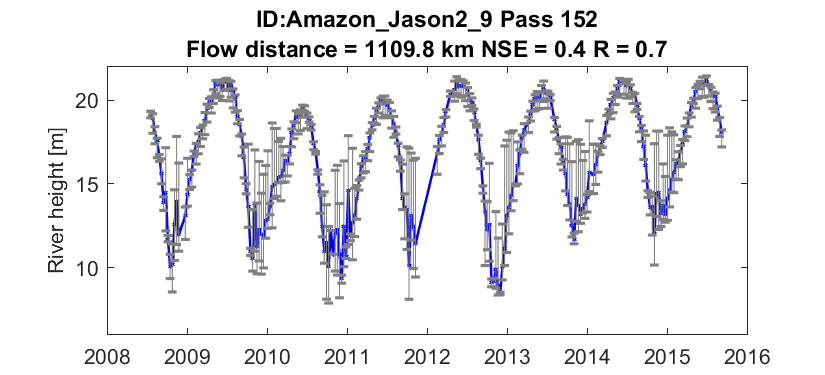 ID:Amazon_Jason2_9 Pass 152
Flow distance = 1109.8 km NSE = 0.4 R = 0.7
River height [m]
20
15
10
2008 2009 2010 2011 2012 2013 2014 2015 2016